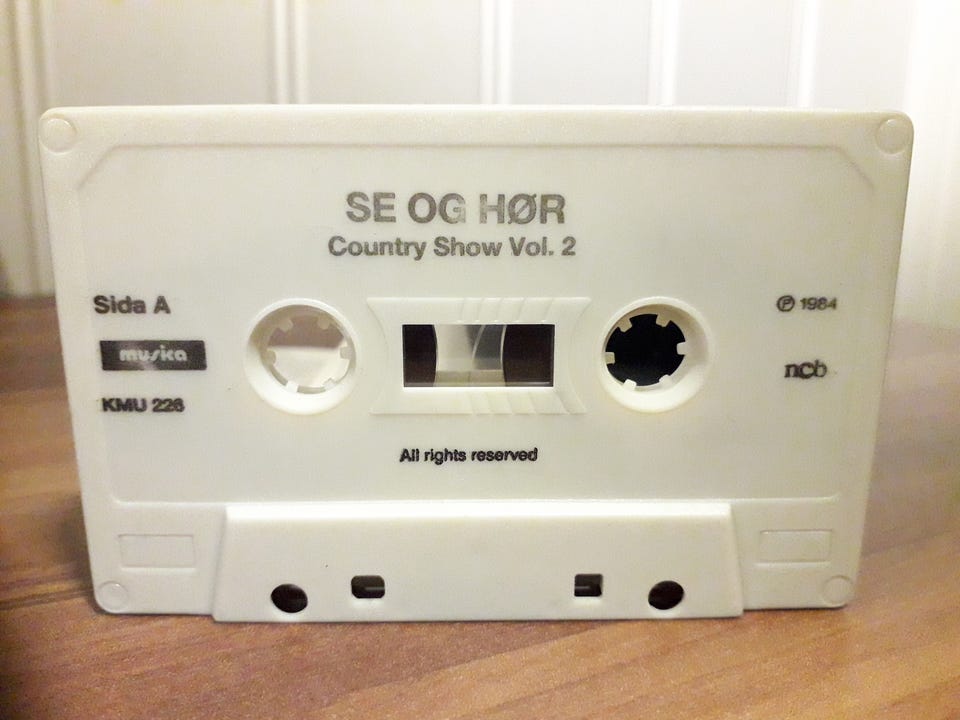 SE OG HØR
Country Show Vol. 2
Sida A
℗ 1984
musica
ncb
KMU 226
All rights reserved